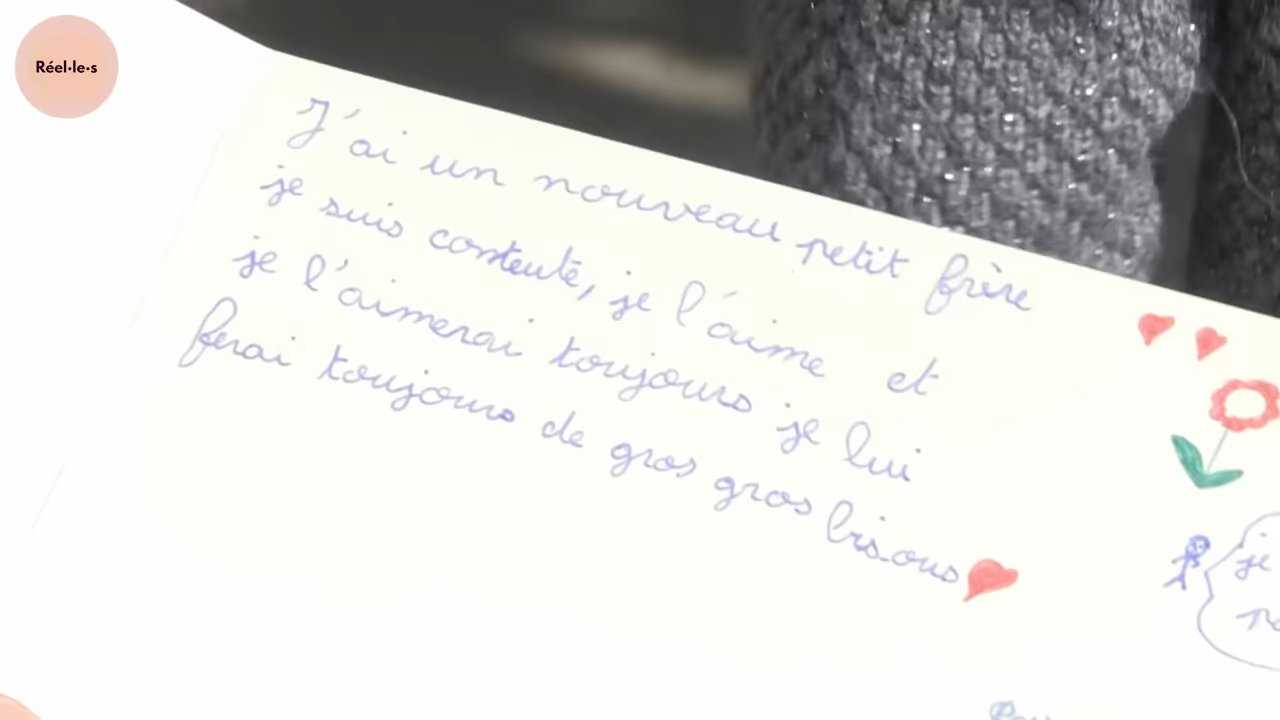 Réel·le·s
J'ai un nouveau petit frère
je suis contente, je l'aime et
je l'aimerai toujours je lui
ferai toujours de gros gros bisous
je